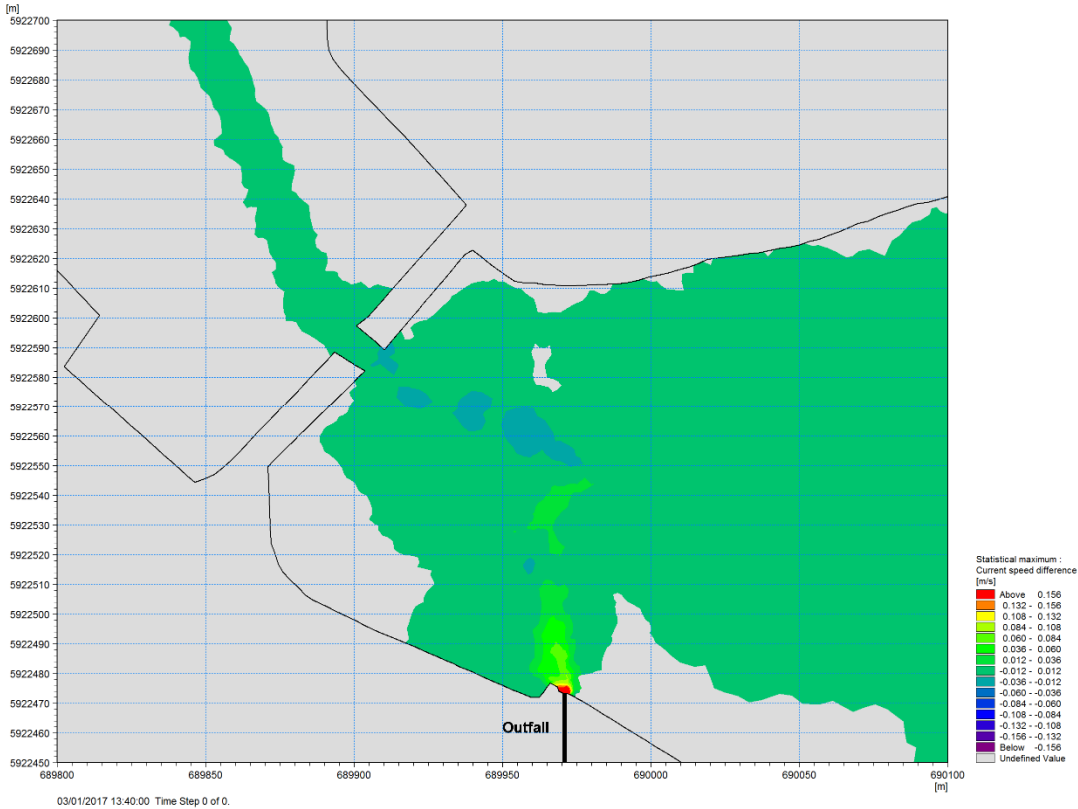 [m]
5922700
5922690
5922680
5922670
5922660
5922650
5922640
5922630
5922620
5922610
5922600
5922590
5922580
5922570
5922560
5922550
5922540
5922530
5922520
5922510
5922500
5922490
5922480
5922470
5922460
5922450
Outfall
689800 689850 689900 689950 690000 690050 690100
[m]
Statistical maximum :
Current speed difference
[m/s]
Above 0.156
0.132 - 0.156
0.108 - 0.132
0.084 - 0.108
0.060 - 0.084
0.036 - 0.060
0.012 - 0.036
-0.012 - 0.012
-0.036 - -0.012
-0.060 - -0.036
-0.084 - -0.060
-0.108 - -0.084
-0.132 - -0.108
-0.156 - -0.132
Below -0.156
Undefined Value
03/01/2017 13:40:00 Time Step 0 of 0.